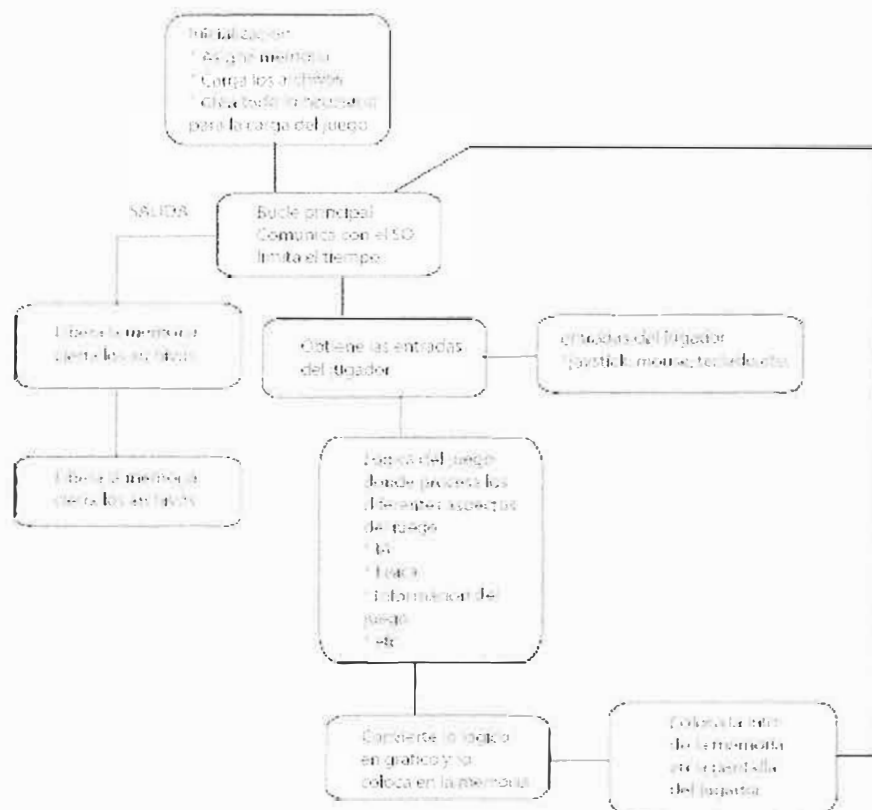 Inicialización
* Asigna memoria
* Carga los archivos
* Crea todo lo necesario
para la carga del juego
SALIDA
Bucle principal
Comunica con el SO
limita el tiempo
Libera la memoria
cierra los archivos
Obtiene las entradas
del jugador
entradas del jugador
*joystick, mouse, teclado, etc.
Libera la memoria
cierra los archivos
Lógica del juego
donde procesa los
diferentes aspectos
del juego
* IA
* Física
* Información del
juego
* etc
Convierte lo lógico
en gráfico y lo
coloca en la memoria
Coloca la
de la memoria
en la pantalla
del jugador